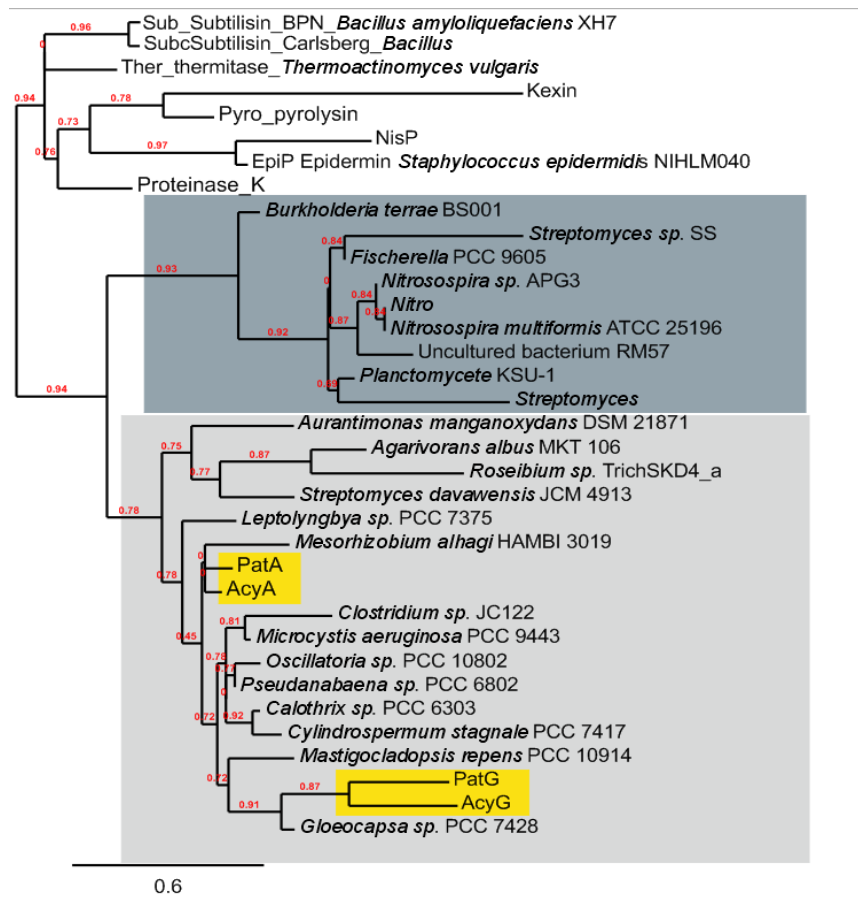 0.96
Sub_Subtilisin_BPN_Bacillus amyloliquefaciens XH7
0
SubcSubtilisin_Carlsberg_Bacillus
Ther_thermitase_Thermoactinomyces vulgaris
0.94
0.78
Kexin
Pyro_pyrolysin
0.73
NisP
0.76
0.97
EpiP Epidermin Staphylococcus epidermidis NIHLM040
Proteinase_K
Burkholderia terrae BS001
0.84
Streptomyces sp. SS
Fischerella PCC 9605
0.93
0
Nitrosospira sp. APG3
0.84
Nitro
0.87
Nitrosospira multiformis ATCC 25196
0.92
Uncultured bacterium RM57
Planctomycete KSU-1
Streptomyces
0.94
Aurantimonas manganoxydans DSM 21871
0.75
Agarivorans albus MKT 106
0.87
0.77
Roseibium sp. TrichSKD4_a
Streptomyces davawensis JCM 4913
0.78
Leptolyngbya sp. PCC 7375
Mesorhizobium alhagi HAMBI 3019
0
PatA
0.78
AcyA
Clostridium sp. JC122
0.81
0.45
Microcystis aeruginosa PCC 9443
0.78
Oscillatoria sp. PCC 10802
0.77
Pseudanabaena sp. PCC 6802
0
Calothrix sp. PCC 6303
0.72
0.92
Cylindrospermum stagnale PCC 7417
Mastigocladopsis repens PCC 10914
0.72
0.87
PatG
0.91
AcyG
Gloeocapsa sp. PCC 7428
0.6